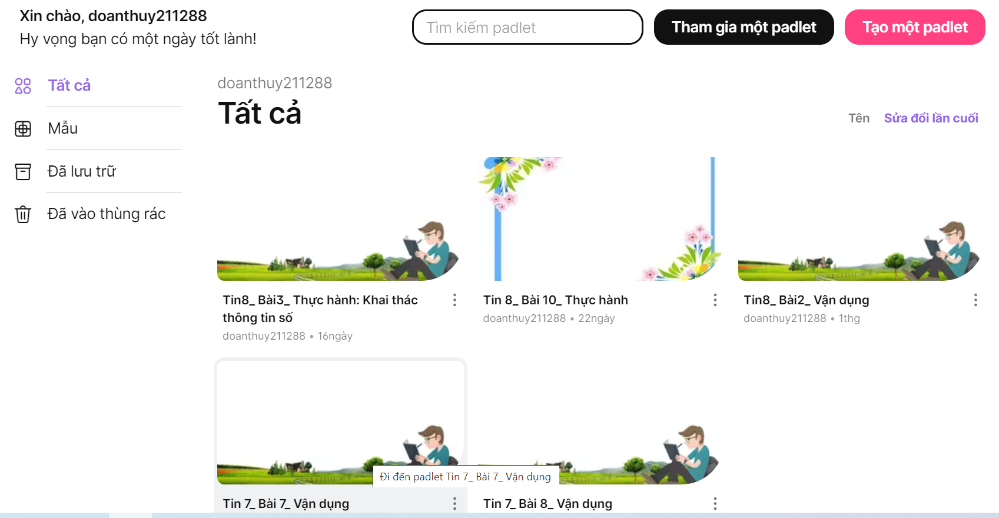 Xin chào, doanthuy211288
Hy vọng bạn có một ngày tốt lành!
Tìm kiếm padlet
Tham gia một padlet
Tạo một padlet
Tất cả
Mẫu
Đã lưu trữ
Đã vào thùng rác
doanthuy211288
Tất cả
Tên
Sửa đổi lần cuối
Tin8_ Bài3_ Thực hành: Khai thác
thông tin số
doanthuy211288 • 16ngày
Tin 8_ Bài 10_ Thực hành
doanthuy211288 • 22ngày
Tin8_ Bài2_ Vận dụng
doanthuy211288 • 1thg
Đi đến padlet Tin 7_ Bài 7_ Vận dụng
Tin 7_ Bài 7_ Vận dụng
Tin 7_ Bài 8_ Vận dụng